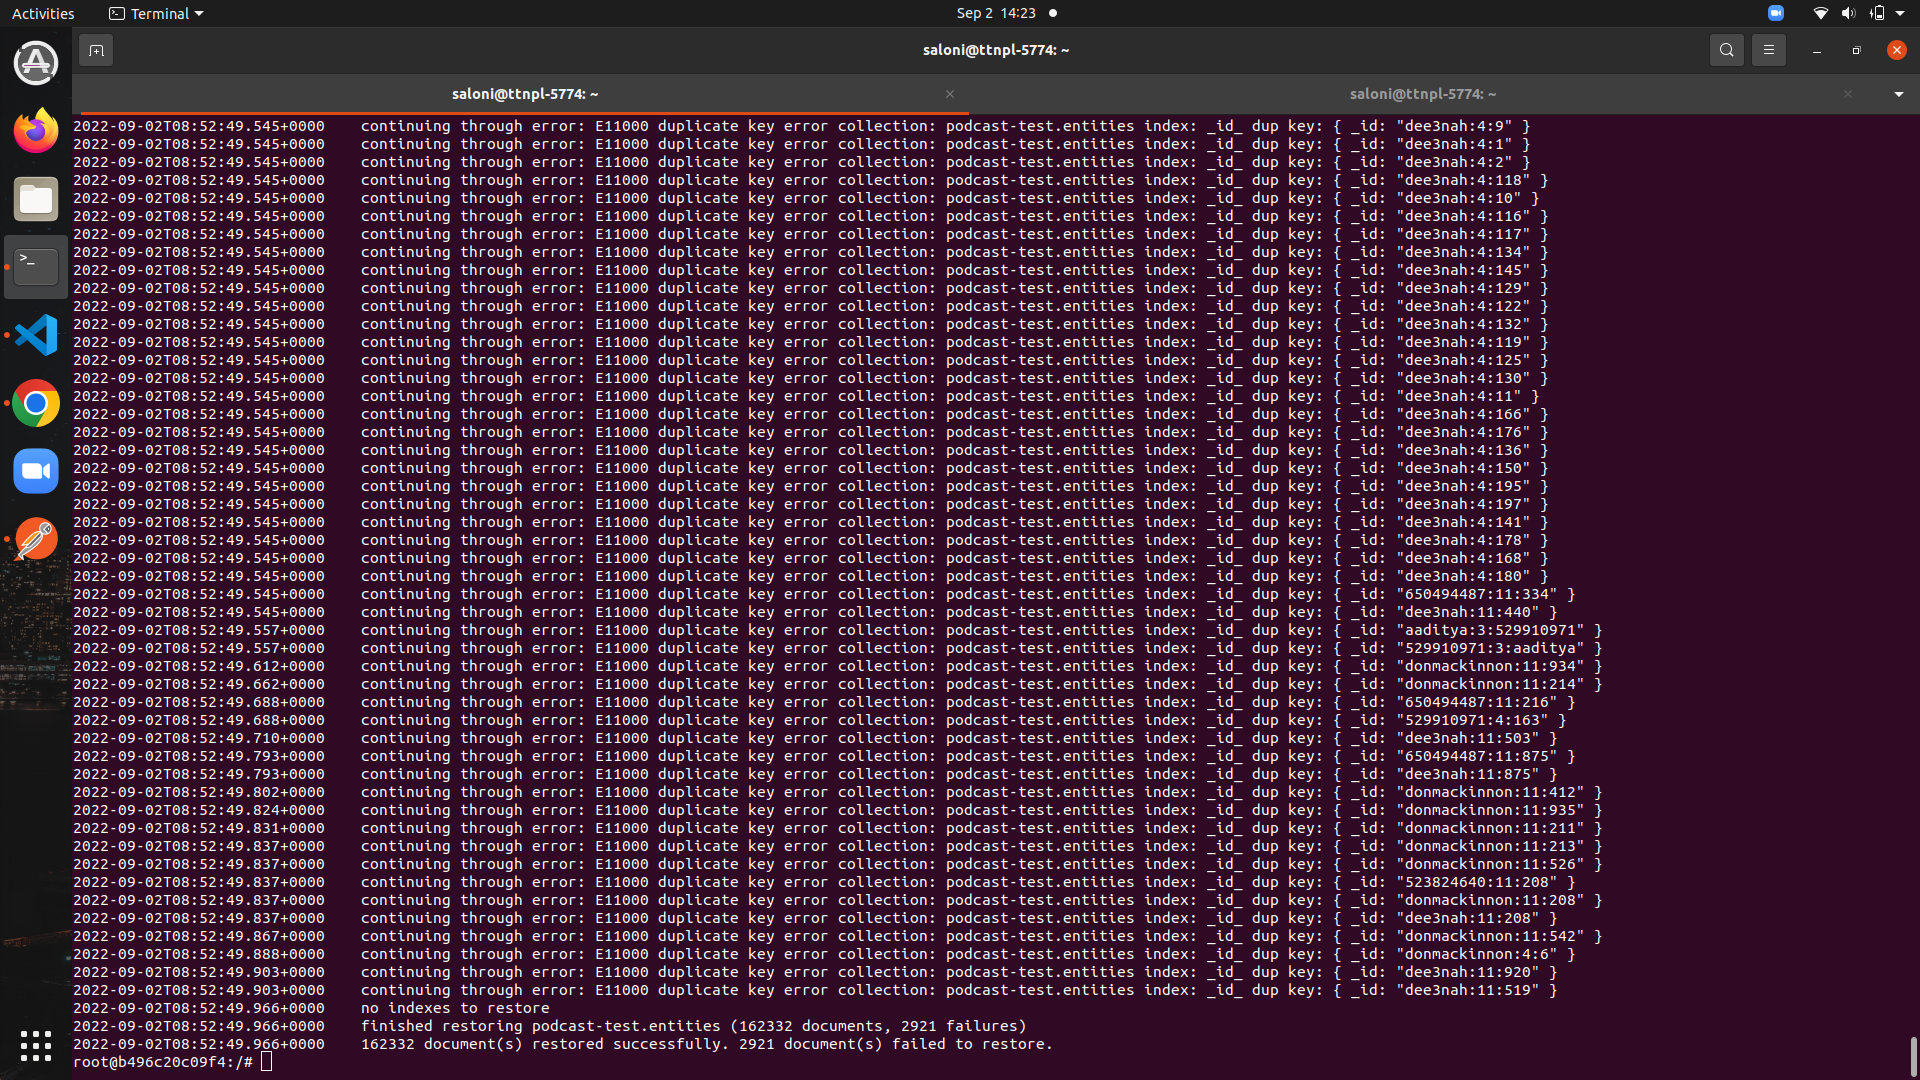 Activities Terminal Sep 2 14:23
saloni@ttnpl-5774: ~
saloni@ttnpl-5774: ~ saloni@ttnpl-5774: ~
2022-09-02T08:52:49.545+0000 continuing through error: E11000 duplicate key error collection: podcast-test.entities index: _id_ dup key: { _id: "dee3nah:4:9" }
2022-09-02T08:52:49.545+0000 continuing through error: E11000 duplicate key error collection: podcast-test.entities index: _id_ dup key: { _id: "dee3nah:4:1" }
2022-09-02T08:52:49.545+0000 continuing through error: E11000 duplicate key error collection: podcast-test.entities index: _id_ dup key: { _id: "dee3nah:4:2" }
2022-09-02T08:52:49.545+0000 continuing through error: E11000 duplicate key error collection: podcast-test.entities index: _id_ dup key: { _id: "dee3nah:4:118" }
2022-09-02T08:52:49.545+0000 continuing through error: E11000 duplicate key error collection: podcast-test.entities index: _id_ dup key: { _id: "dee3nah:4:10" }
2022-09-02T08:52:49.545+0000 continuing through error: E11000 duplicate key error collection: podcast-test.entities index: _id_ dup key: { _id: "dee3nah:4:116" }
2022-09-02T08:52:49.545+0000 continuing through error: E11000 duplicate key error collection: podcast-test.entities index: _id_ dup key: { _id: "dee3nah:4:117" }
2022-09-02T08:52:49.545+0000 continuing through error: E11000 duplicate key error collection: podcast-test.entities index: _id_ dup key: { _id: "dee3nah:4:134" }
2022-09-02T08:52:49.545+0000 continuing through error: E11000 duplicate key error collection: podcast-test.entities index: _id_ dup key: { _id: "dee3nah:4:145" }
2022-09-02T08:52:49.545+0000 continuing through error: E11000 duplicate key error collection: podcast-test.entities index: _id_ dup key: { _id: "dee3nah:4:129" }
2022-09-02T08:52:49.545+0000 continuing through error: E11000 duplicate key error collection: podcast-test.entities index: _id_ dup key: { _id: "dee3nah:4:122" }
2022-09-02T08:52:49.545+0000 continuing through error: E11000 duplicate key error collection: podcast-test.entities index: _id_ dup key: { _id: "dee3nah:4:132" }
2022-09-02T08:52:49.545+0000 continuing through error: E11000 duplicate key error collection: podcast-test.entities index: _id_ dup key: { _id: "dee3nah:4:119" }
2022-09-02T08:52:49.545+0000 continuing through error: E11000 duplicate key error collection: podcast-test.entities index: _id_ dup key: { _id: "dee3nah:4:125" }
2022-09-02T08:52:49.545+0000 continuing through error: E11000 duplicate key error collection: podcast-test.entities index: _id_ dup key: { _id: "dee3nah:4:130" }
2022-09-02T08:52:49.545+0000 continuing through error: E11000 duplicate key error collection: podcast-test.entities index: _id_ dup key: { _id: "dee3nah:4:11" }
2022-09-02T08:52:49.545+0000 continuing through error: E11000 duplicate key error collection: podcast-test.entities index: _id_ dup key: { _id: "dee3nah:4:166" }
2022-09-02T08:52:49.545+0000 continuing through error: E11000 duplicate key error collection: podcast-test.entities index: _id_ dup key: { _id: "dee3nah:4:176" }
2022-09-02T08:52:49.545+0000 continuing through error: E11000 duplicate key error collection: podcast-test.entities index: _id_ dup key: { _id: "dee3nah:4:136" }
2022-09-02T08:52:49.545+0000 continuing through error: E11000 duplicate key error collection: podcast-test.entities index: _id_ dup key: { _id: "dee3nah:4:150" }
2022-09-02T08:52:49.545+0000 continuing through error: E11000 duplicate key error collection: podcast-test.entities index: _id_ dup key: { _id: "dee3nah:4:195" }
2022-09-02T08:52:49.545+0000 continuing through error: E11000 duplicate key error collection: podcast-test.entities index: _id_ dup key: { _id: "dee3nah:4:197" }
2022-09-02T08:52:49.545+0000 continuing through error: E11000 duplicate key error collection: podcast-test.entities index: _id_ dup key: { _id: "dee3nah:4:141" }
2022-09-02T08:52:49.545+0000 continuing through error: E11000 duplicate key error collection: podcast-test.entities index: _id_ dup key: { _id: "dee3nah:4:178" }
2022-09-02T08:52:49.545+0000 continuing through error: E11000 duplicate key error collection: podcast-test.entities index: _id_ dup key: { _id: "dee3nah:4:168" }
2022-09-02T08:52:49.545+0000 continuing through error: E11000 duplicate key error collection: podcast-test.entities index: _id_ dup key: { _id: "dee3nah:4:180" }
2022-09-02T08:52:49.545+0000 continuing through error: E11000 duplicate key error collection: podcast-test.entities index: _id_ dup key: { _id: "650494487:11:334" }
2022-09-02T08:52:49.545+0000 continuing through error: E11000 duplicate key error collection: podcast-test.entities index: _id_ dup key: { _id: "dee3nah:11:440" }
2022-09-02T08:52:49.557+0000 continuing through error: E11000 duplicate key error collection: podcast-test.entities index: _id_ dup key: { _id: "aaditya:3:529910971" }
2022-09-02T08:52:49.557+0000 continuing through error: E11000 duplicate key error collection: podcast-test.entities index: _id_ dup key: { _id: "529910971:3:aaditya" }
2022-09-02T08:52:49.612+0000 continuing through error: E11000 duplicate key error collection: podcast-test.entities index: _id_ dup key: { _id: "donmackinnon:11:934" }
2022-09-02T08:52:49.662+0000 continuing through error: E11000 duplicate key error collection: podcast-test.entities index: _id_ dup key: { _id: "donmackinnon:11:214" }
2022-09-02T08:52:49.688+0000 continuing through error: E11000 duplicate key error collection: podcast-test.entities index: _id_ dup key: { _id: "650494487:11:216" }
2022-09-02T08:52:49.688+0000 continuing through error: E11000 duplicate key error collection: podcast-test.entities index: _id_ dup key: { _id: "529910971:4:163" }
2022-09-02T08:52:49.710+0000 continuing through error: E11000 duplicate key error collection: podcast-test.entities index: _id_ dup key: { _id: "dee3nah:11:503" }
2022-09-02T08:52:49.793+0000 continuing through error: E11000 duplicate key error collection: podcast-test.entities index: _id_ dup key: { _id: "650494487:11:875" }
2022-09-02T08:52:49.793+0000 continuing through error: E11000 duplicate key error collection: podcast-test.entities index: _id_ dup key: { _id: "dee3nah:11:875" }
2022-09-02T08:52:49.802+0000 continuing through error: E11000 duplicate key error collection: podcast-test.entities index: _id_ dup key: { _id: "donmackinnon:11:412" }
2022-09-02T08:52:49.824+0000 continuing through error: E11000 duplicate key error collection: podcast-test.entities index: _id_ dup key: { _id: "donmackinnon:11:935" }
2022-09-02T08:52:49.831+0000 continuing through error: E11000 duplicate key error collection: podcast-test.entities index: _id_ dup key: { _id: "donmackinnon:11:211" }
2022-09-02T08:52:49.837+0000 continuing through error: E11000 duplicate key error collection: podcast-test.entities index: _id_ dup key: { _id: "donmackinnon:11:213" }
2022-09-02T08:52:49.837+0000 continuing through error: E11000 duplicate key error collection: podcast-test.entities index: _id_ dup key: { _id: "donmackinnon:11:526" }
2022-09-02T08:52:49.837+0000 continuing through error: E11000 duplicate key error collection: podcast-test.entities index: _id_ dup key: { _id: "523824640:11:208" }
2022-09-02T08:52:49.837+0000 continuing through error: E11000 duplicate key error collection: podcast-test.entities index: _id_ dup key: { _id: "donmackinnon:11:208" }
2022-09-02T08:52:49.837+0000 continuing through error: E11000 duplicate key error collection: podcast-test.entities index: _id_ dup key: { _id: "dee3nah:11:208" }
2022-09-02T08:52:49.867+0000 continuing through error: E11000 duplicate key error collection: podcast-test.entities index: _id_ dup key: { _id: "donmackinnon:11:542" }
2022-09-02T08:52:49.888+0000 continuing through error: E11000 duplicate key error collection: podcast-test.entities index: _id_ dup key: { _id: "donmackinnon:4:6" }
2022-09-02T08:52:49.903+0000 continuing through error: E11000 duplicate key error collection: podcast-test.entities index: _id_ dup key: { _id: "dee3nah:11:920" }
2022-09-02T08:52:49.903+0000 continuing through error: E11000 duplicate key error collection: podcast-test.entities index: _id_ dup key: { _id: "dee3nah:11:519" }
2022-09-02T08:52:49.966+0000 no indexes to restore
2022-09-02T08:52:49.966+0000 finished restoring podcast-test.entities (162332 documents, 2921 failures)
2022-09-02T08:52:49.966+0000 162332 document(s) restored successfully. 2921 document(s) failed to restore.
root@b496c20c09f4:/#